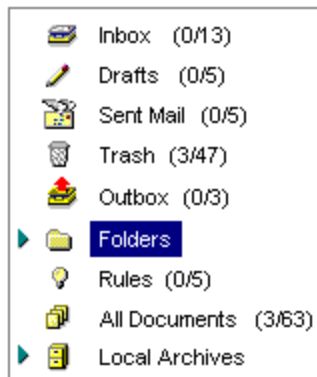 Inbox (0/13)
Drafts (0/5)
Sent Mail (0/5)
Trash (3/47)
Outbox (0/3)
Folders
Rules (0/5)
All Documents (3/63)
Local Archives